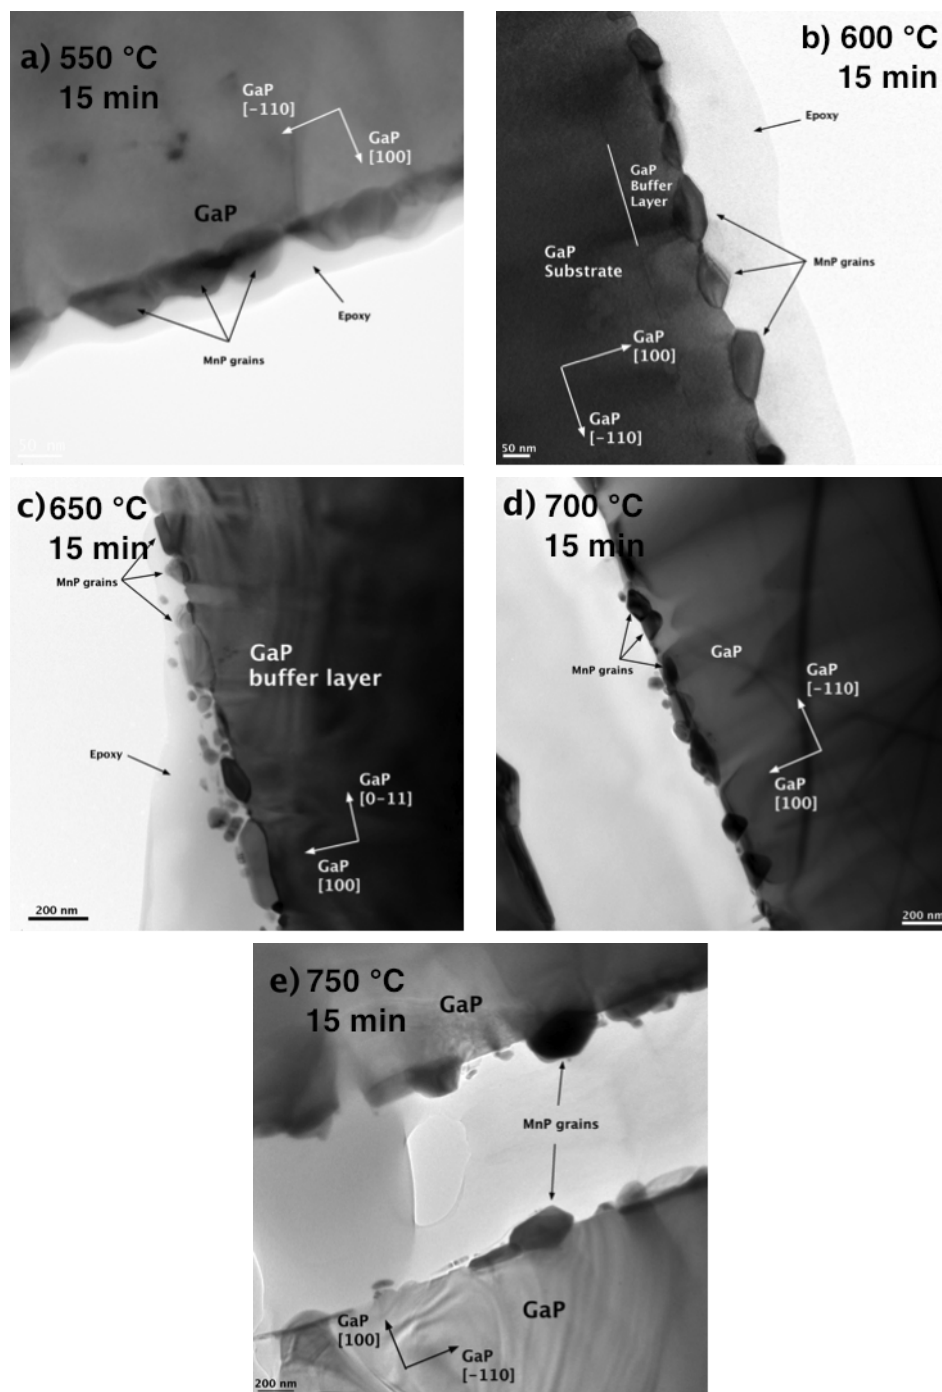 a) 550 °C
15 min
GaP
[-110]
GaP
[100]
GaP
MnP grains
Epoxy
50 nm
b) 600 °C
15 min
Epoxy
GaP
Buffer
Layer
GaP
Substrate
MnP grains
GaP
[100]
GaP
[-110]
50 nm
c) 650 °C
15 min
MnP grains
GaP
buffer layer
Epoxy
GaP
[0-11]
GaP
[100]
200 nm
d) 700 °C
15 min
MnP grains
GaP
GaP
[-110]
GaP
[100]
200 nm
e) 750 °C
15 min
GaP
MnP grains
GaP
GaP
[100]
GaP
[-110]
200 nm